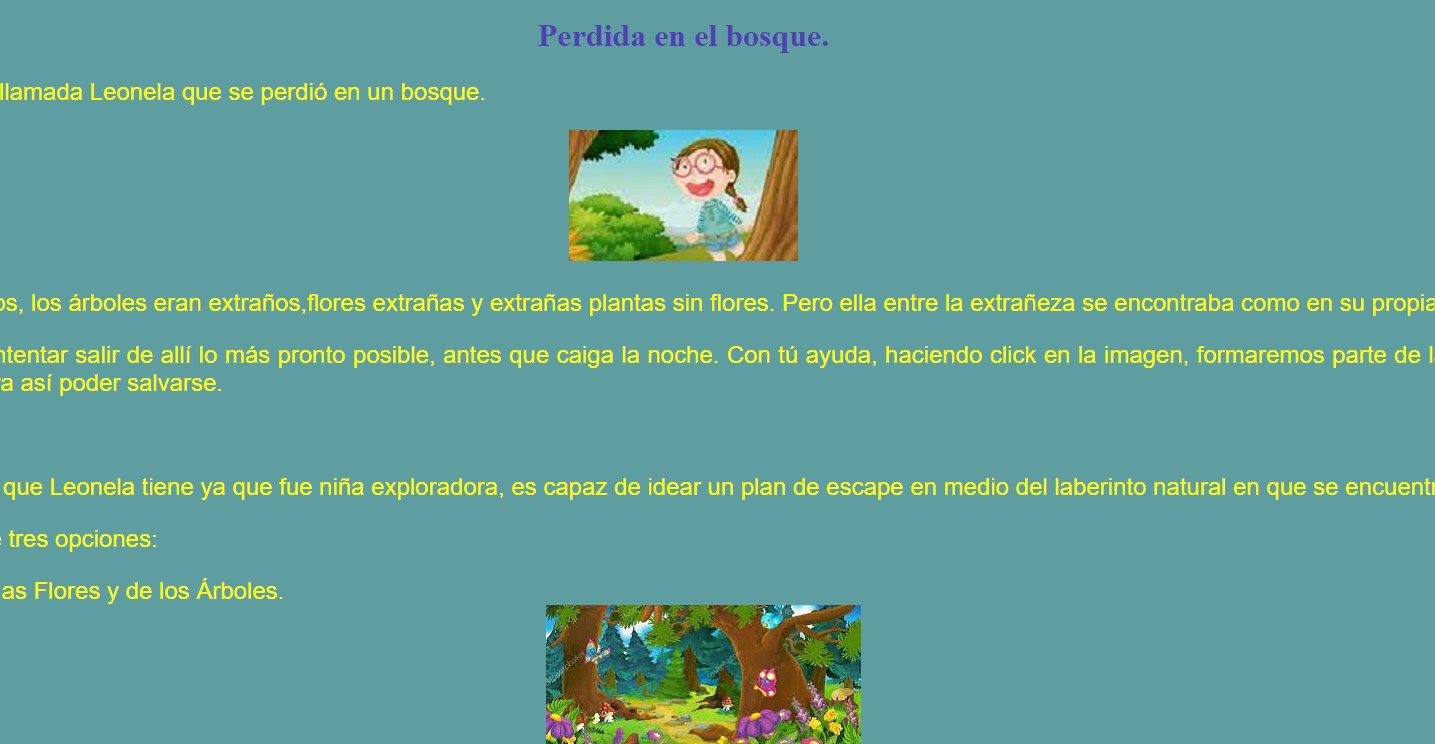 Perdida en el bosque.
llamada Leonela que se perdió en un bosque.
os, los árboles eran extraños,flores extrañas y extrañas plantas sin flores. Pero ella entre la extrañeza se encontraba como en su propia
ntentar salir de allí lo más pronto posible, antes que caiga la noche. Con tú ayuda, haciendo click en la imagen, formaremos parte de l
a así poder salvarse.
que Leonela tiene ya que fue niña exploradora, es capaz de idear un plan de escape en medio del laberinto natural en que se encuentr
tres opciones:
as Flores y de los Árboles.